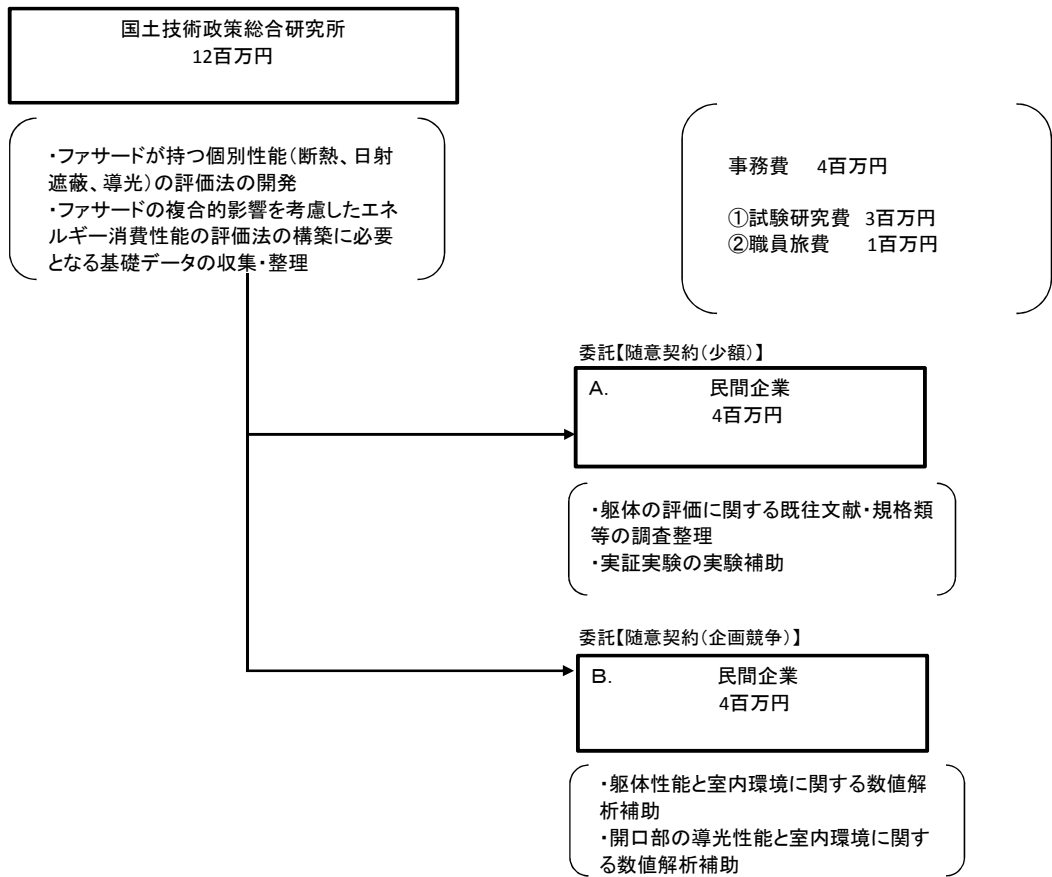 国土技術政策総合研究所
12百万円
・ファサードが持つ個別性能(断熱、日射
遮蔽、導光)の評価法の開発
・ファサードの複合的影響を考慮したエネ
ルギー消費性能の評価法の構築に必要
となる基礎データの収集・整理
事務費 4百万円
①試験研究費 3百万円
②職員旅費 1百万円
委託【随意契約(少額)】
A. 民間企業
4百万円
・躯体の評価に関する既往文献・規格類
等の調査整理
・実証実験の実験補助
委託【随意契約(企画競争)】
B. 民間企業
4百万円
・躯体性能と室内環境に関する数値解
析補助
・開口部の導光性能と室内環境に関す
る数値解析補助